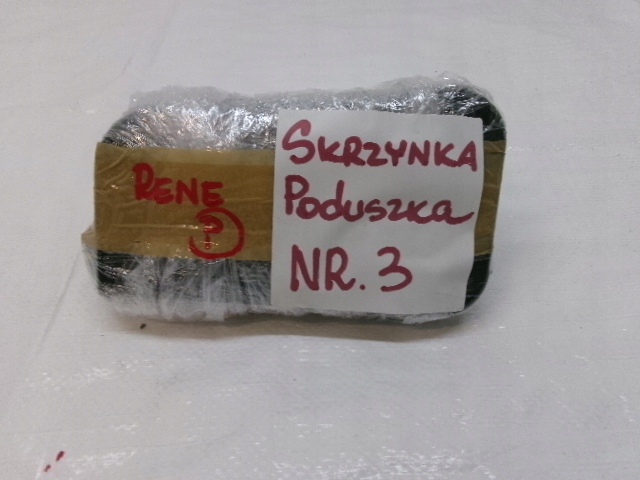 RENE
SKRZYNKA
PODUSZKA
NR. 3